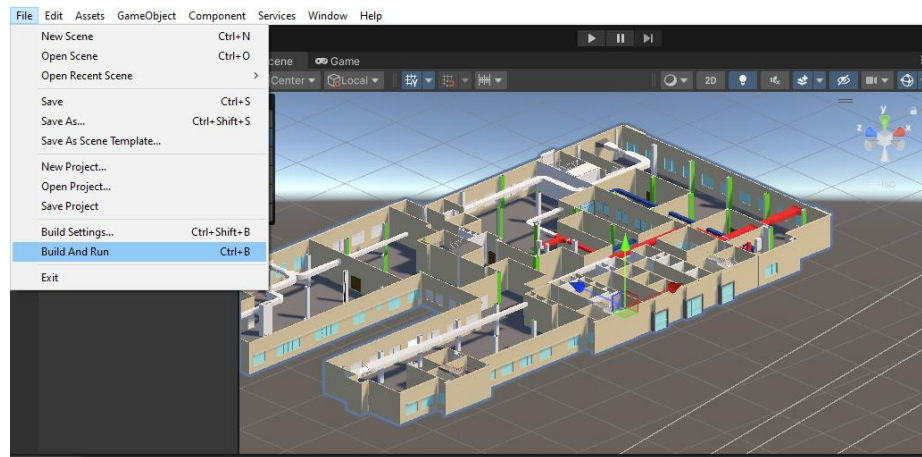 File Edit Assets GameObject Component Services Window Help
New Scene Ctrl+N
Open Scene Ctrl+O
Open Recent Scene >
Save Ctrl+S
Save As... Ctrl+Shift+S
Save As Scene Template...
New Project...
Open Project...
Save Project
Build Settings... Ctrl+Shift+B
Build And Run Ctrl+B
Exit
cene Game
Center Local 2D
y
z x
Iso